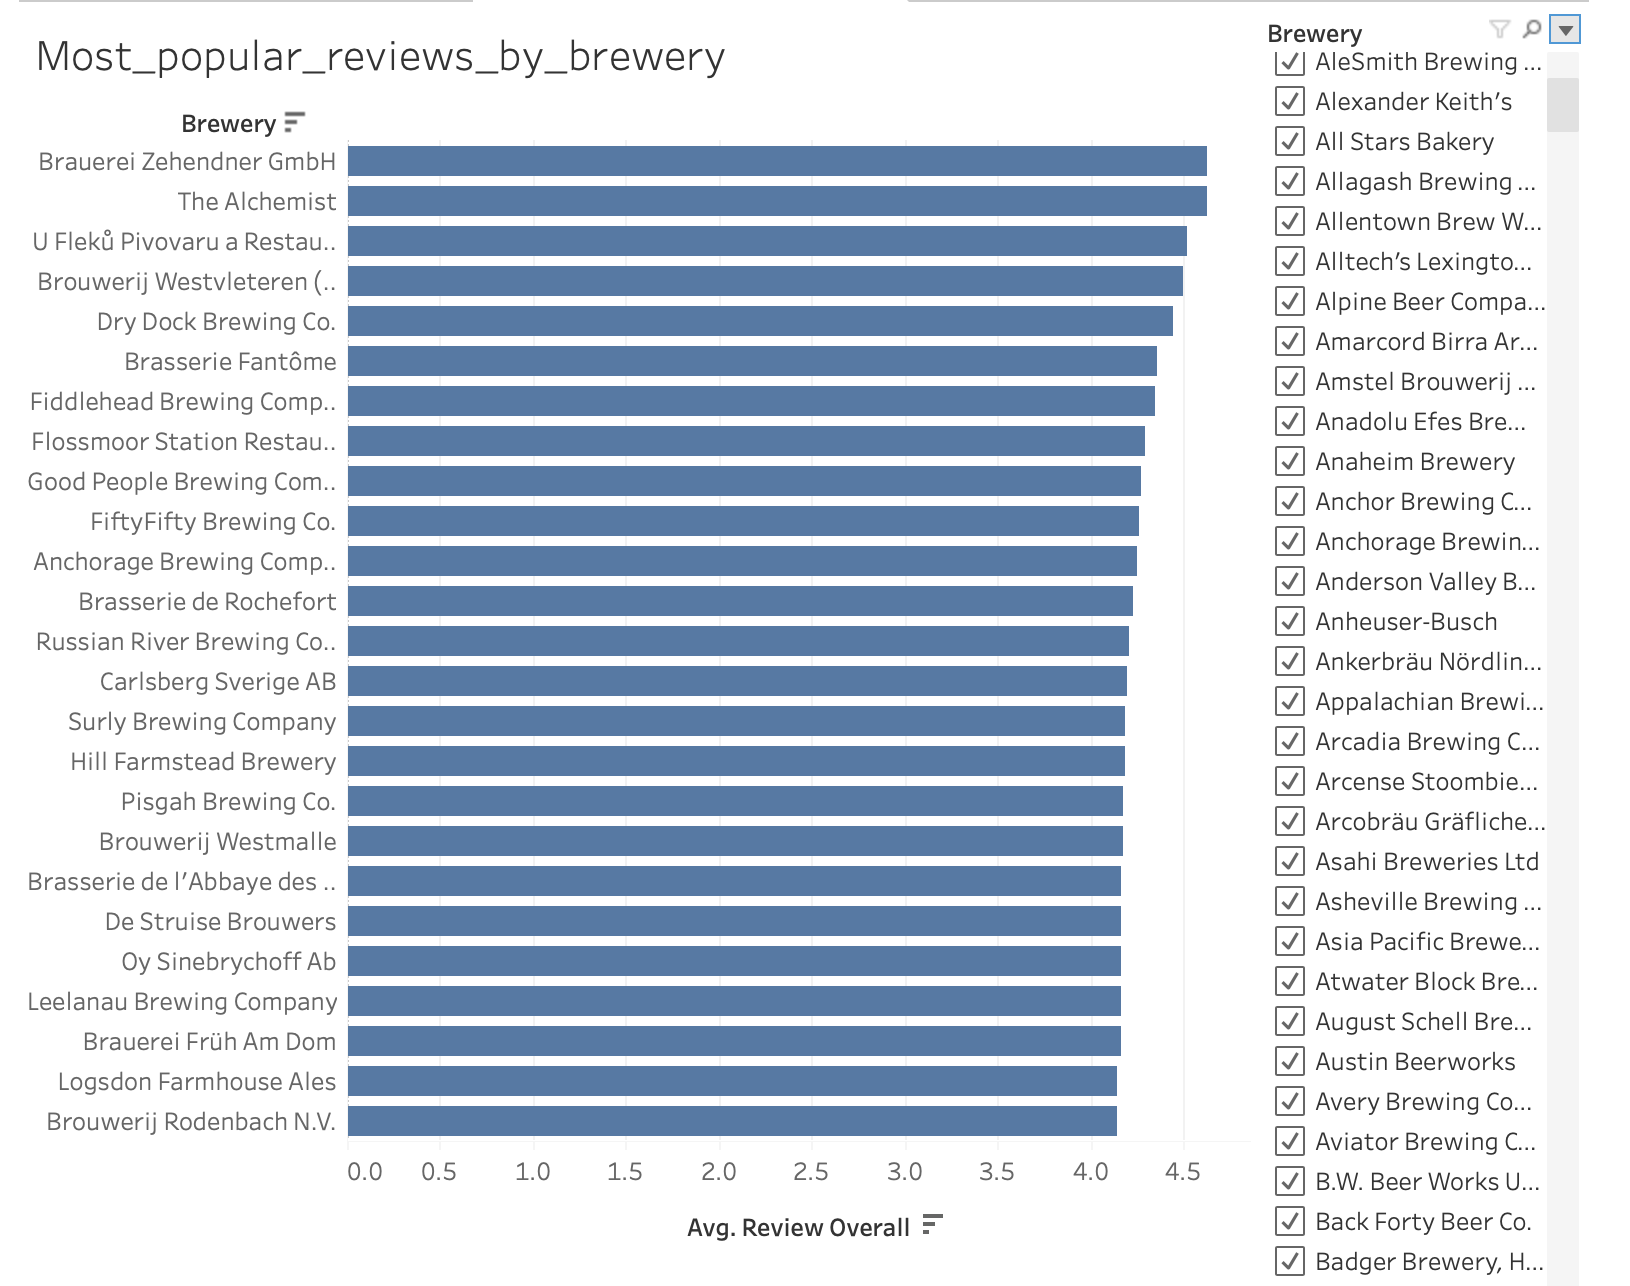 Most_popular_reviews_by_brewery
Brewery
Brauerei Zehendner GmbH
The Alchemist
U Fleků Pivovaru a Restau..
Brouwerij Westvleteren (..
Dry Dock Brewing Co.
Brasserie Fantôme
Fiddlehead Brewing Comp..
Flossmoor Station Restau..
Good People Brewing Com..
FiftyFifty Brewing Co.
Anchorage Brewing Comp..
Brasserie de Rochefort
Russian River Brewing Co..
Carlsberg Sverige AB
Surly Brewing Company
Hill Farmstead Brewery
Pisgah Brewing Co.
Brouwerij Westmalle
Brasserie de l’Abbaye des ..
De Struise Brouwers
Oy Sinebrychoff Ab
Leelanau Brewing Company
Brauerei Früh Am Dom
Logsdon Farmhouse Ales
Brouwerij Rodenbach N.V.
0.0 0.5 1.0 1.5 2.0 2.5 3.0 3.5 4.0 4.5
Avg. Review Overall
Brewery
AleSmith Brewing ...
Alexander Keith’s
All Stars Bakery
Allagash Brewing ...
Allentown Brew W...
Alltech’s Lexingto...
Alpine Beer Compa...
Amarcord Birra Ar...
Amstel Brouwerij ...
Anadolu Efes Bre...
Anaheim Brewery
Anchor Brewing C...
Anchorage Brewin...
Anderson Valley B...
Anheuser-Busch
Ankerbräu Nördlin...
Appalachian Brewi...
Arcadia Brewing C...
Arcense Stoombie...
Arcobräu Gräfliche...
Asahi Breweries Ltd
Asheville Brewing ...
Asia Pacific Brewe...
Atwater Block Bre...
August Schell Bre...
Austin Beerworks
Avery Brewing Co...
Aviator Brewing C...
B.W. Beer Works U...
Back Forty Beer Co.
Badger Brewery, H...